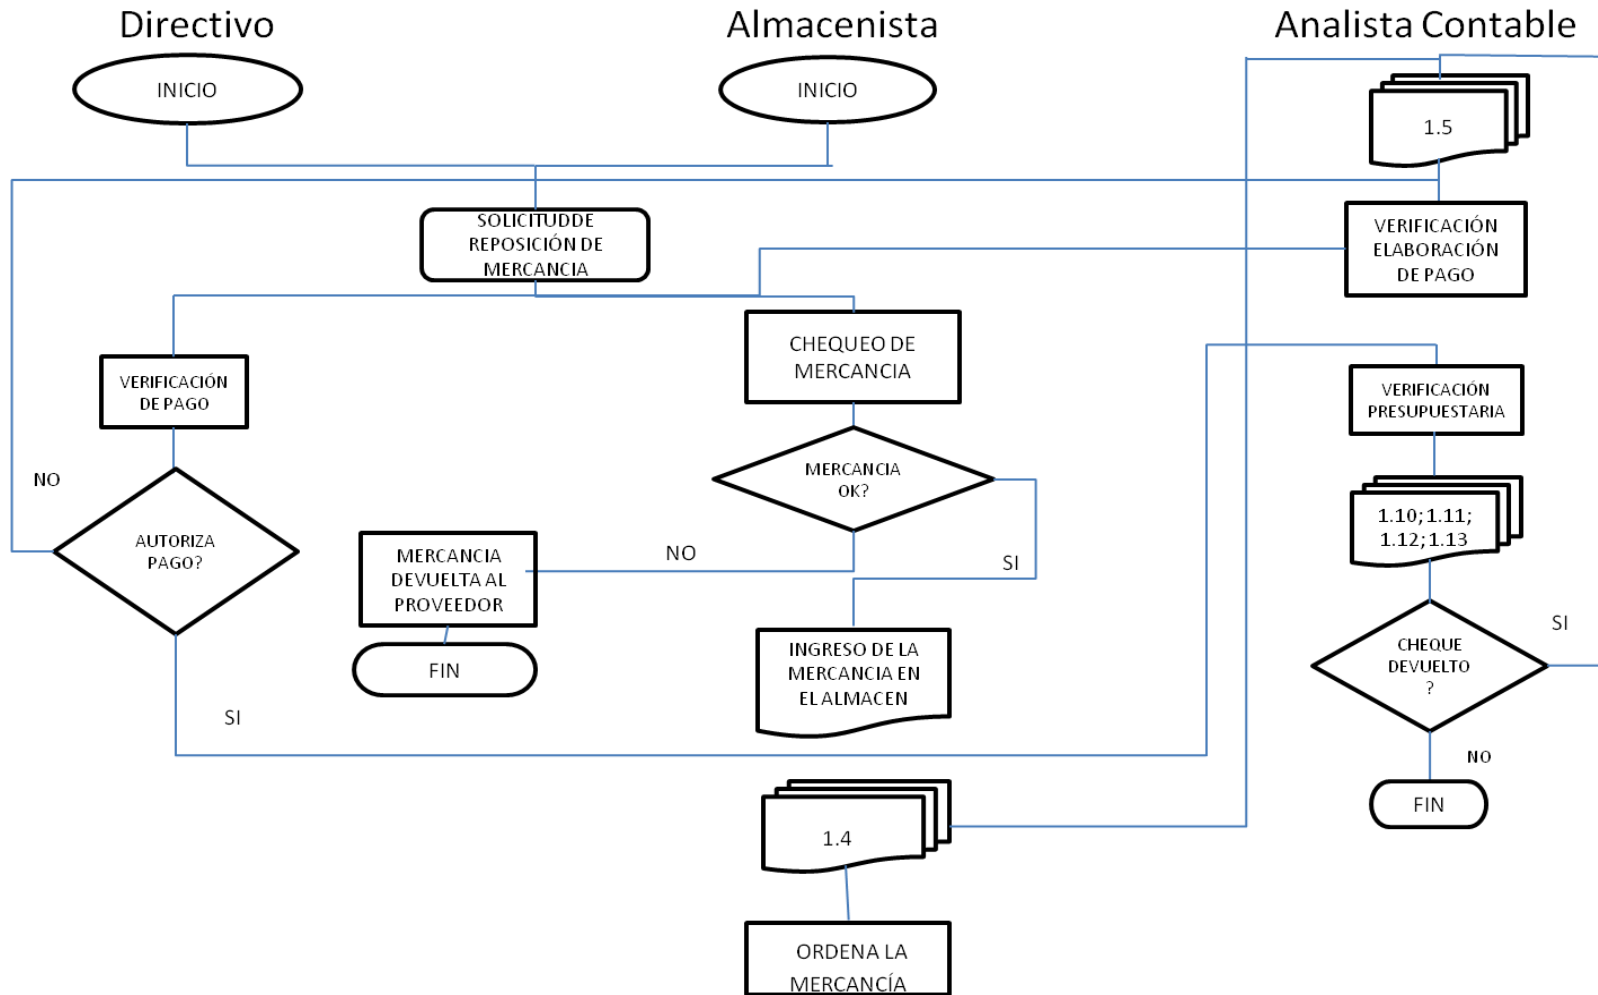 Directivo
Almacenista
Analista Contable
INICIO
INICIO
1.5
SOLICITUDDE
REPOSICIÓN DE
MERCANCIA
VERIFICACIÓN
ELABORACIÓN
DE PAGO
CHEQUEO DE
MERCANCIA
VERIFICACIÓN
DE PAGO
VERIFICACIÓN
PRESUPUESTARIA
NO
MERCANCIA
OK?
1.10; 1.11;
1.12; 1.13
AUTORIZA
PAGO?
MERCANCIA
DEVUELTA AL
PROVEEDOR
NO
SI
FIN
INGRESO DE LA
MERCANCIA EN
EL ALMACEN
CHEQUE
DEVUELTO
?
SI
SI
NO
FIN
1.4
ORDENA LA
MERCANCÍA